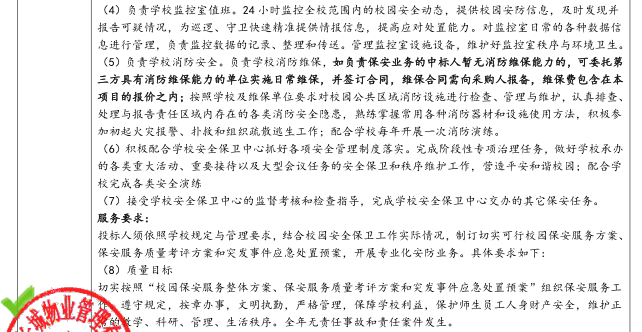 （4）负责学校监控室值班。24 小时监控全校范围内的校园安全动态，提供校园安防信息，及时发现并
报告可疑情况，为巡逻、守卫快速精准提供情报信息，提高应对处置能力。对监控室日常的各种数据信
息进行管理，负责监控数据的记录、整理和传送。管理监控室设施设备，维护好监控室秩序与环境卫生。
（5）负责学校消防安全。负责学校消防维保，如负责保安业务的中标人暂无消防维保能力的，可委托第
三方具有消防维保能力的单位实施日常维保，并签订合同，维保合同需向采购人报备，维保费包含在本
项目的报价之内；按照学校及维保单位要求对校园公共区域消防设施进行检查、管理与维护，认真排查、
处理与报告责任区域内存在的各类消防安全隐患，熟练掌握常用各种消防器材和设施使用方法，积极参
加初起火灾报警、扑救和组织疏散逃生工作；配合学校每年开展一次消防演练。
（6）积极配合学校安全保卫中心抓好各项安全管理制度落实。完成阶段性专项治理任务，做好学校承办
的各类重大活动、重要接待以及大型会议任务的安全保卫和秩序维护工作，营造平安和谐校园；配合学
校完成各类安全演练
（7）接受学校安全保卫中心的监督考核和检查指导，完成学校安全保卫中心交办的其它保安任务。
服务要求：
投标人须依照学校规定与管理要求，结合校园安全保卫工作实际情况，制订切实可行校园保安服务方案、
保安服务质量考评方案和突发事件应急处置预案，开展专业化安防业务。具体要求如下：
（8）质量目标
切实按照“校园保安服务整体方案、保安服务质量考评方案和突发事件应急处置预案”组织保安服务工
作，遵守规定，按章办事，文明执勤，严格管理，保障学校利益，保护师生员工人身财产安全，维护正
常的教学、科研、管理、生活秩序。全年无责任事故和责任案件发生。
城物业管理